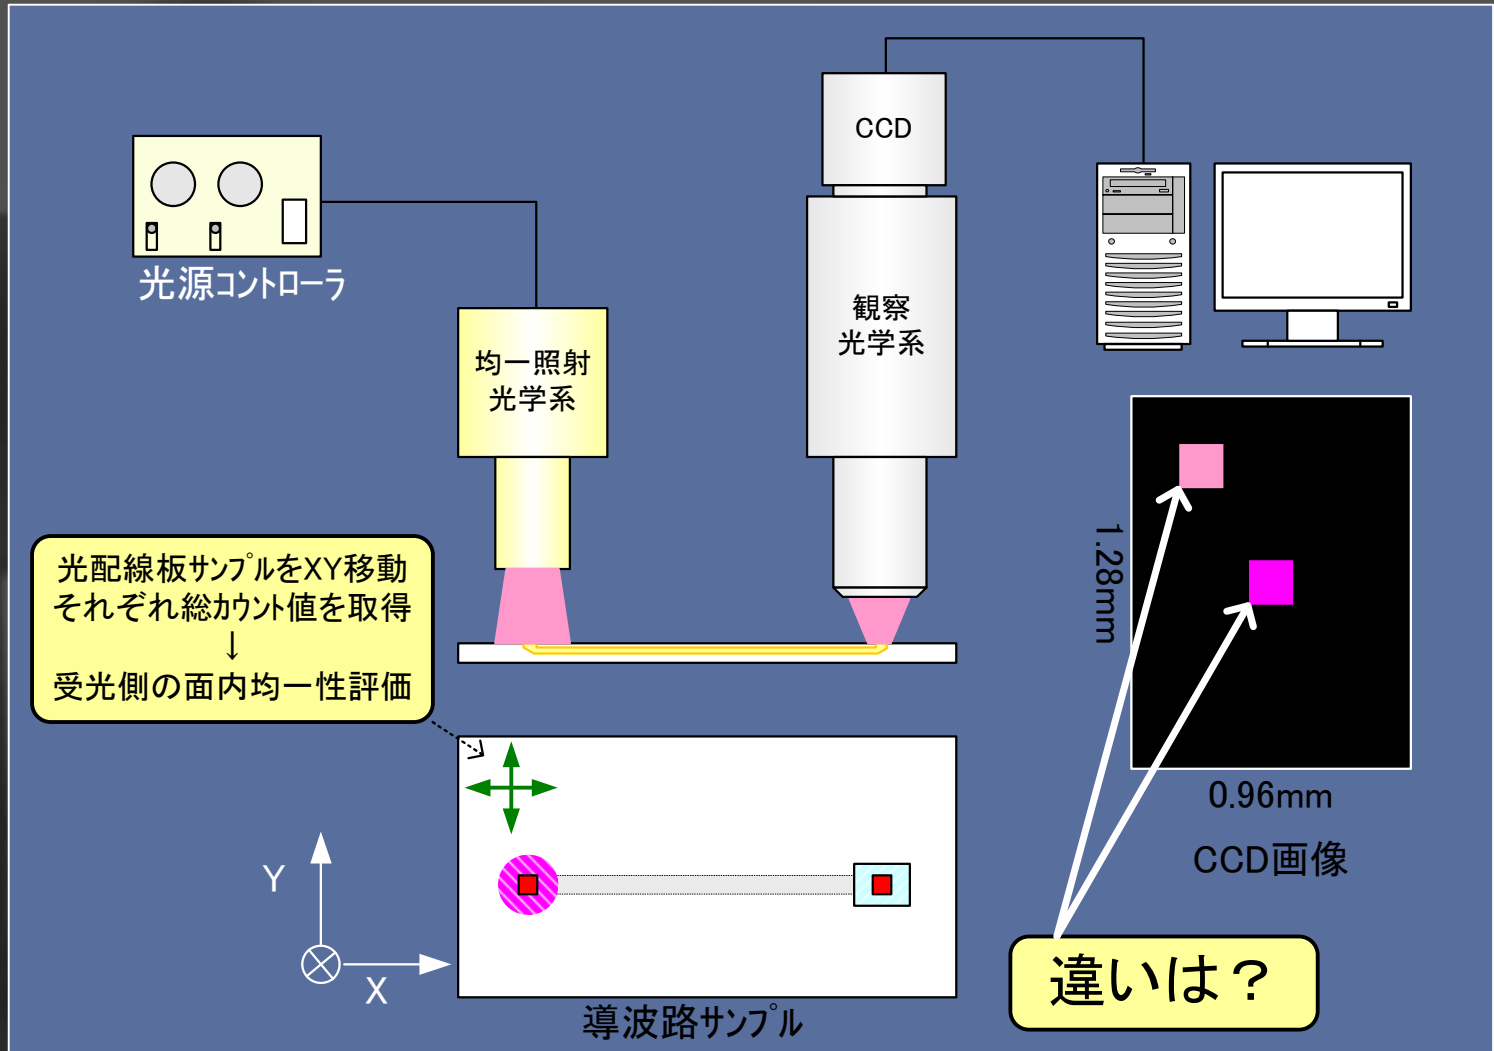 CCD
光源コントローラ
観察
光学系
均一照射
光学系
光配線板サンプルをXY移動
それぞれ総カウント値を取得
↓
受光側の面内均一性評価
1.28mm
0.96mm
CCD画像
Y
X
違いは？
導波路サンプル